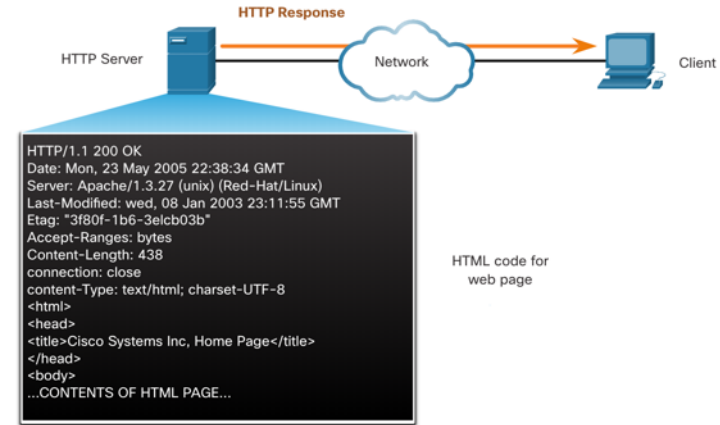 HTTP Response
HTTP Server
Network
Client
HTTP/1.1 200 OK
Date: Mon, 23 May 2005 22:38:34 GMT
Server: Apache/1.3.27 (unix) (Red-Hat/Linux)
Last-Modified: wed, 08 Jan 2003 23:11:55 GMT
Etag: "3f80f-1b6-3elcb03b"
Accept-Ranges: bytes
Content-Length: 438
connection: close
content-Type: text/html; charset-UTF-8
<html>
<head>
<title>Cisco Systems Inc, Home Page</title>
</head>
<body>
...CONTENTS OF HTML PAGE...
HTML code for
web page